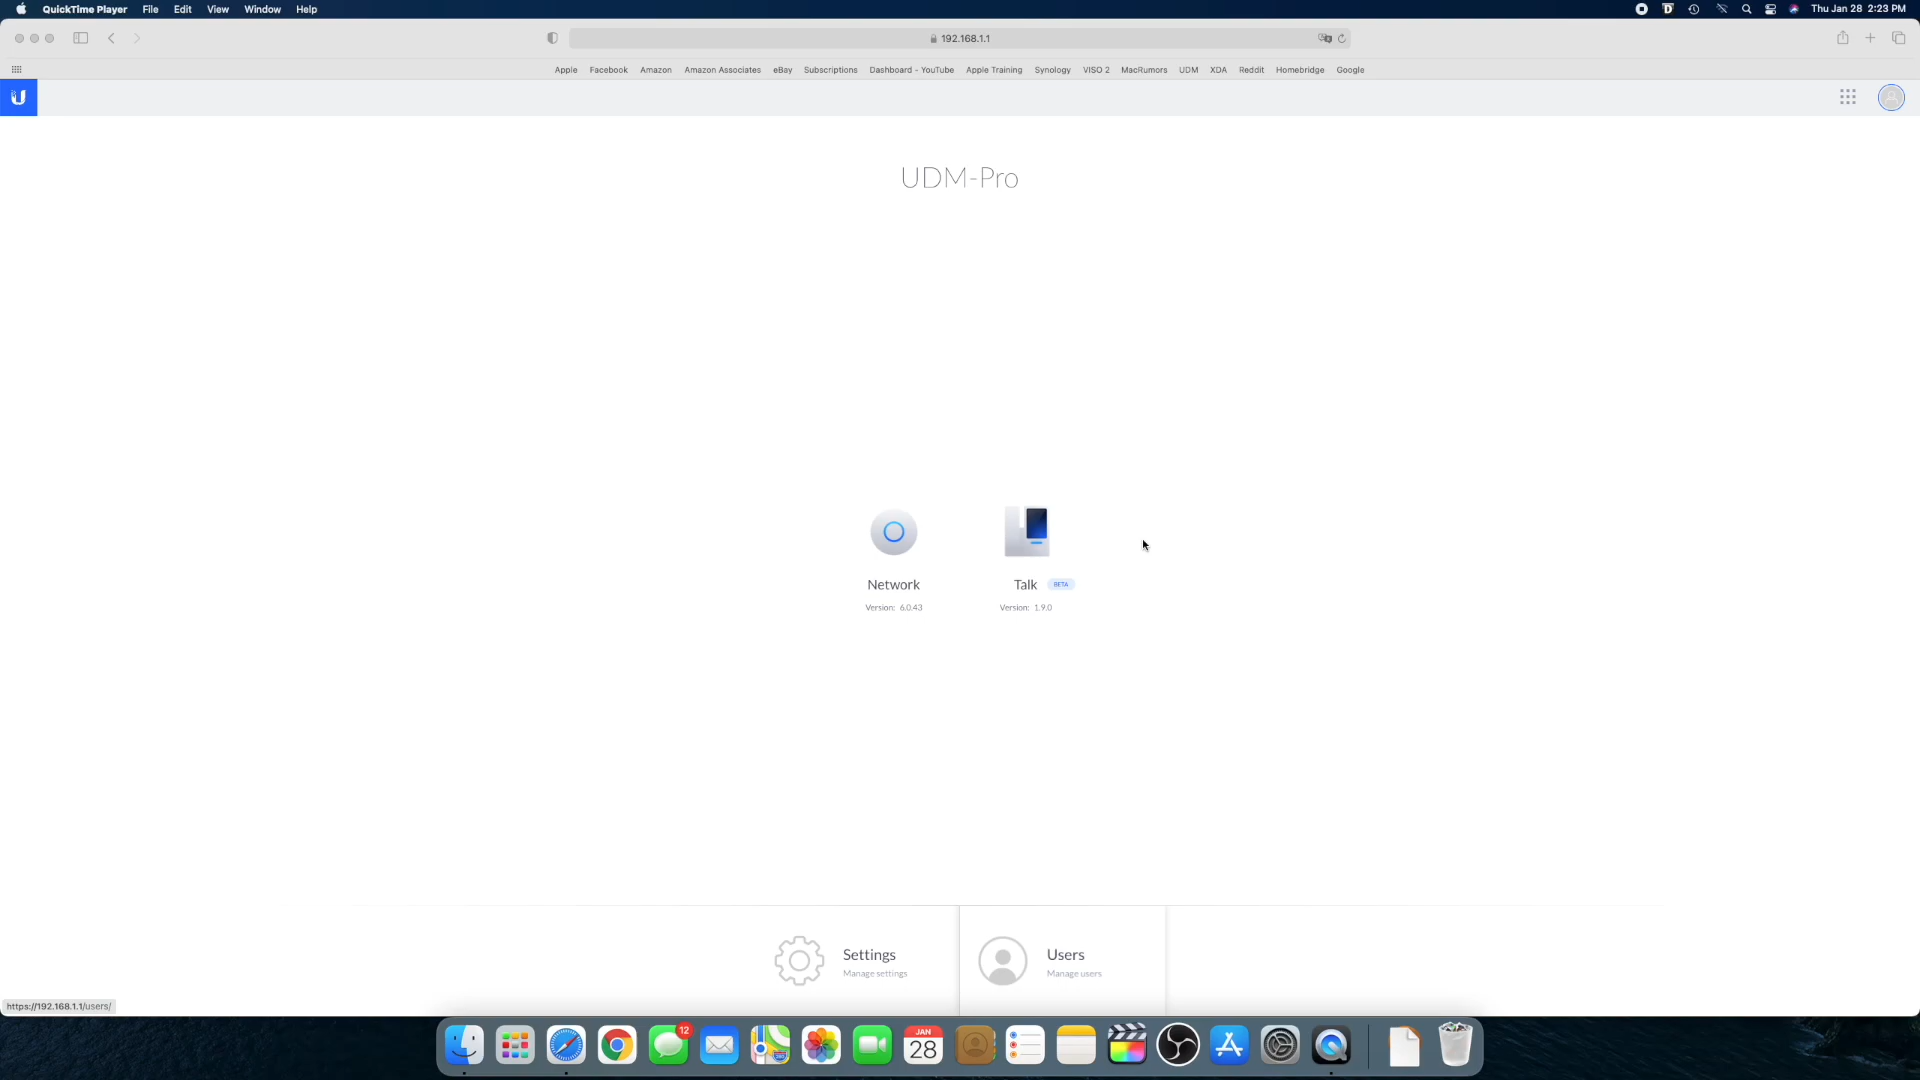 QuickTime Player File Edit View Window Help Thu Jan 28 2:23 PM
192.168.1.1
Apple Facebook Amazon Amazon Associates eBay Subscriptions Dashboard - YouTube Apple Training Synology VISO 2 MacRumors UDM XDA Reddit Homebridge Google
UDM-Pro
Network Talk BETA
Version: 6.0.43 Version: 1.9.0
Settings Users
Manage settings Manage users
https://192.168.1.1/users/
12
JAN
28